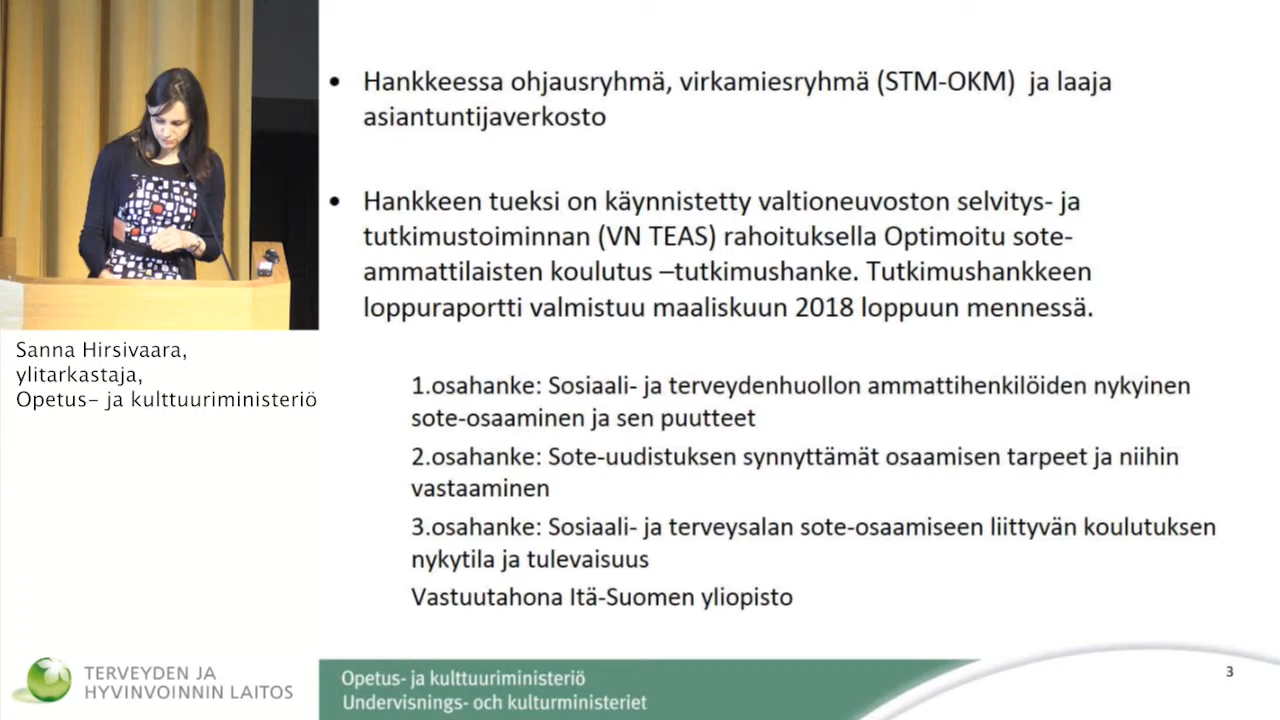 • Hankkeessa ohjausryhmä, virkamiesryhmä (STM-OKM) ja laaja
asiantuntijaverkosto
• Hankkeen tueksi on käynnistetty valtioneuvoston selvitys- ja
tutkimustoiminnan (VN TEAS) rahoituksella Optimoitu sote-
ammattilaisten koulutus –tutkimushanke. Tutkimushankkeen
loppuraportti valmistuu maaliskuun 2018 loppuun mennessä.
1.osahanke: Sosiaali- ja terveydenhuollon ammattihenkilöiden nykyinen
sote-osaaminen ja sen puutteet
2.osahanke: Sote-uudistuksen synnyttämät osaamisen tarpeet ja niihin
vastaaminen
3.osahanke: Sosiaali- ja terveysalan sote-osaamiseen liittyvän koulutuksen
nykytila ja tulevaisuus
Vastuutahona Itä-Suomen yliopisto
Sanna Hirsivaara,
ylitarkastaja,
Opetus- ja kulttuuriministeriö
TERVEYDEN JA
HYVINVOINNIN LAITOS
Opetus- ja kulttuuriministeriö
Undervisnings- och kulturministeriet
3